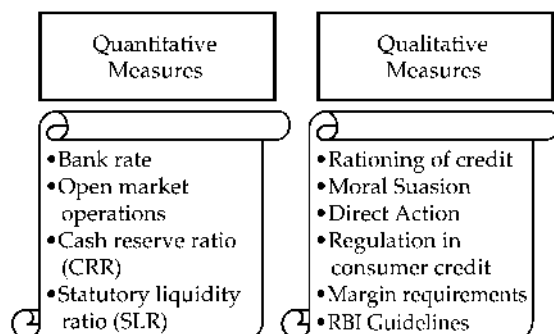 Quantitative
Measures
•Bank rate
•Open market
operations
•Cash reserve ratio
(CRR)
•Statutory liquidity
ratio (SLR)
Qualitative
Measures
•Rationing of credit
•Moral Suasion
•Direct Action
•Regulation in
consumer credit
•Margin requirements
•RBI Guidelines